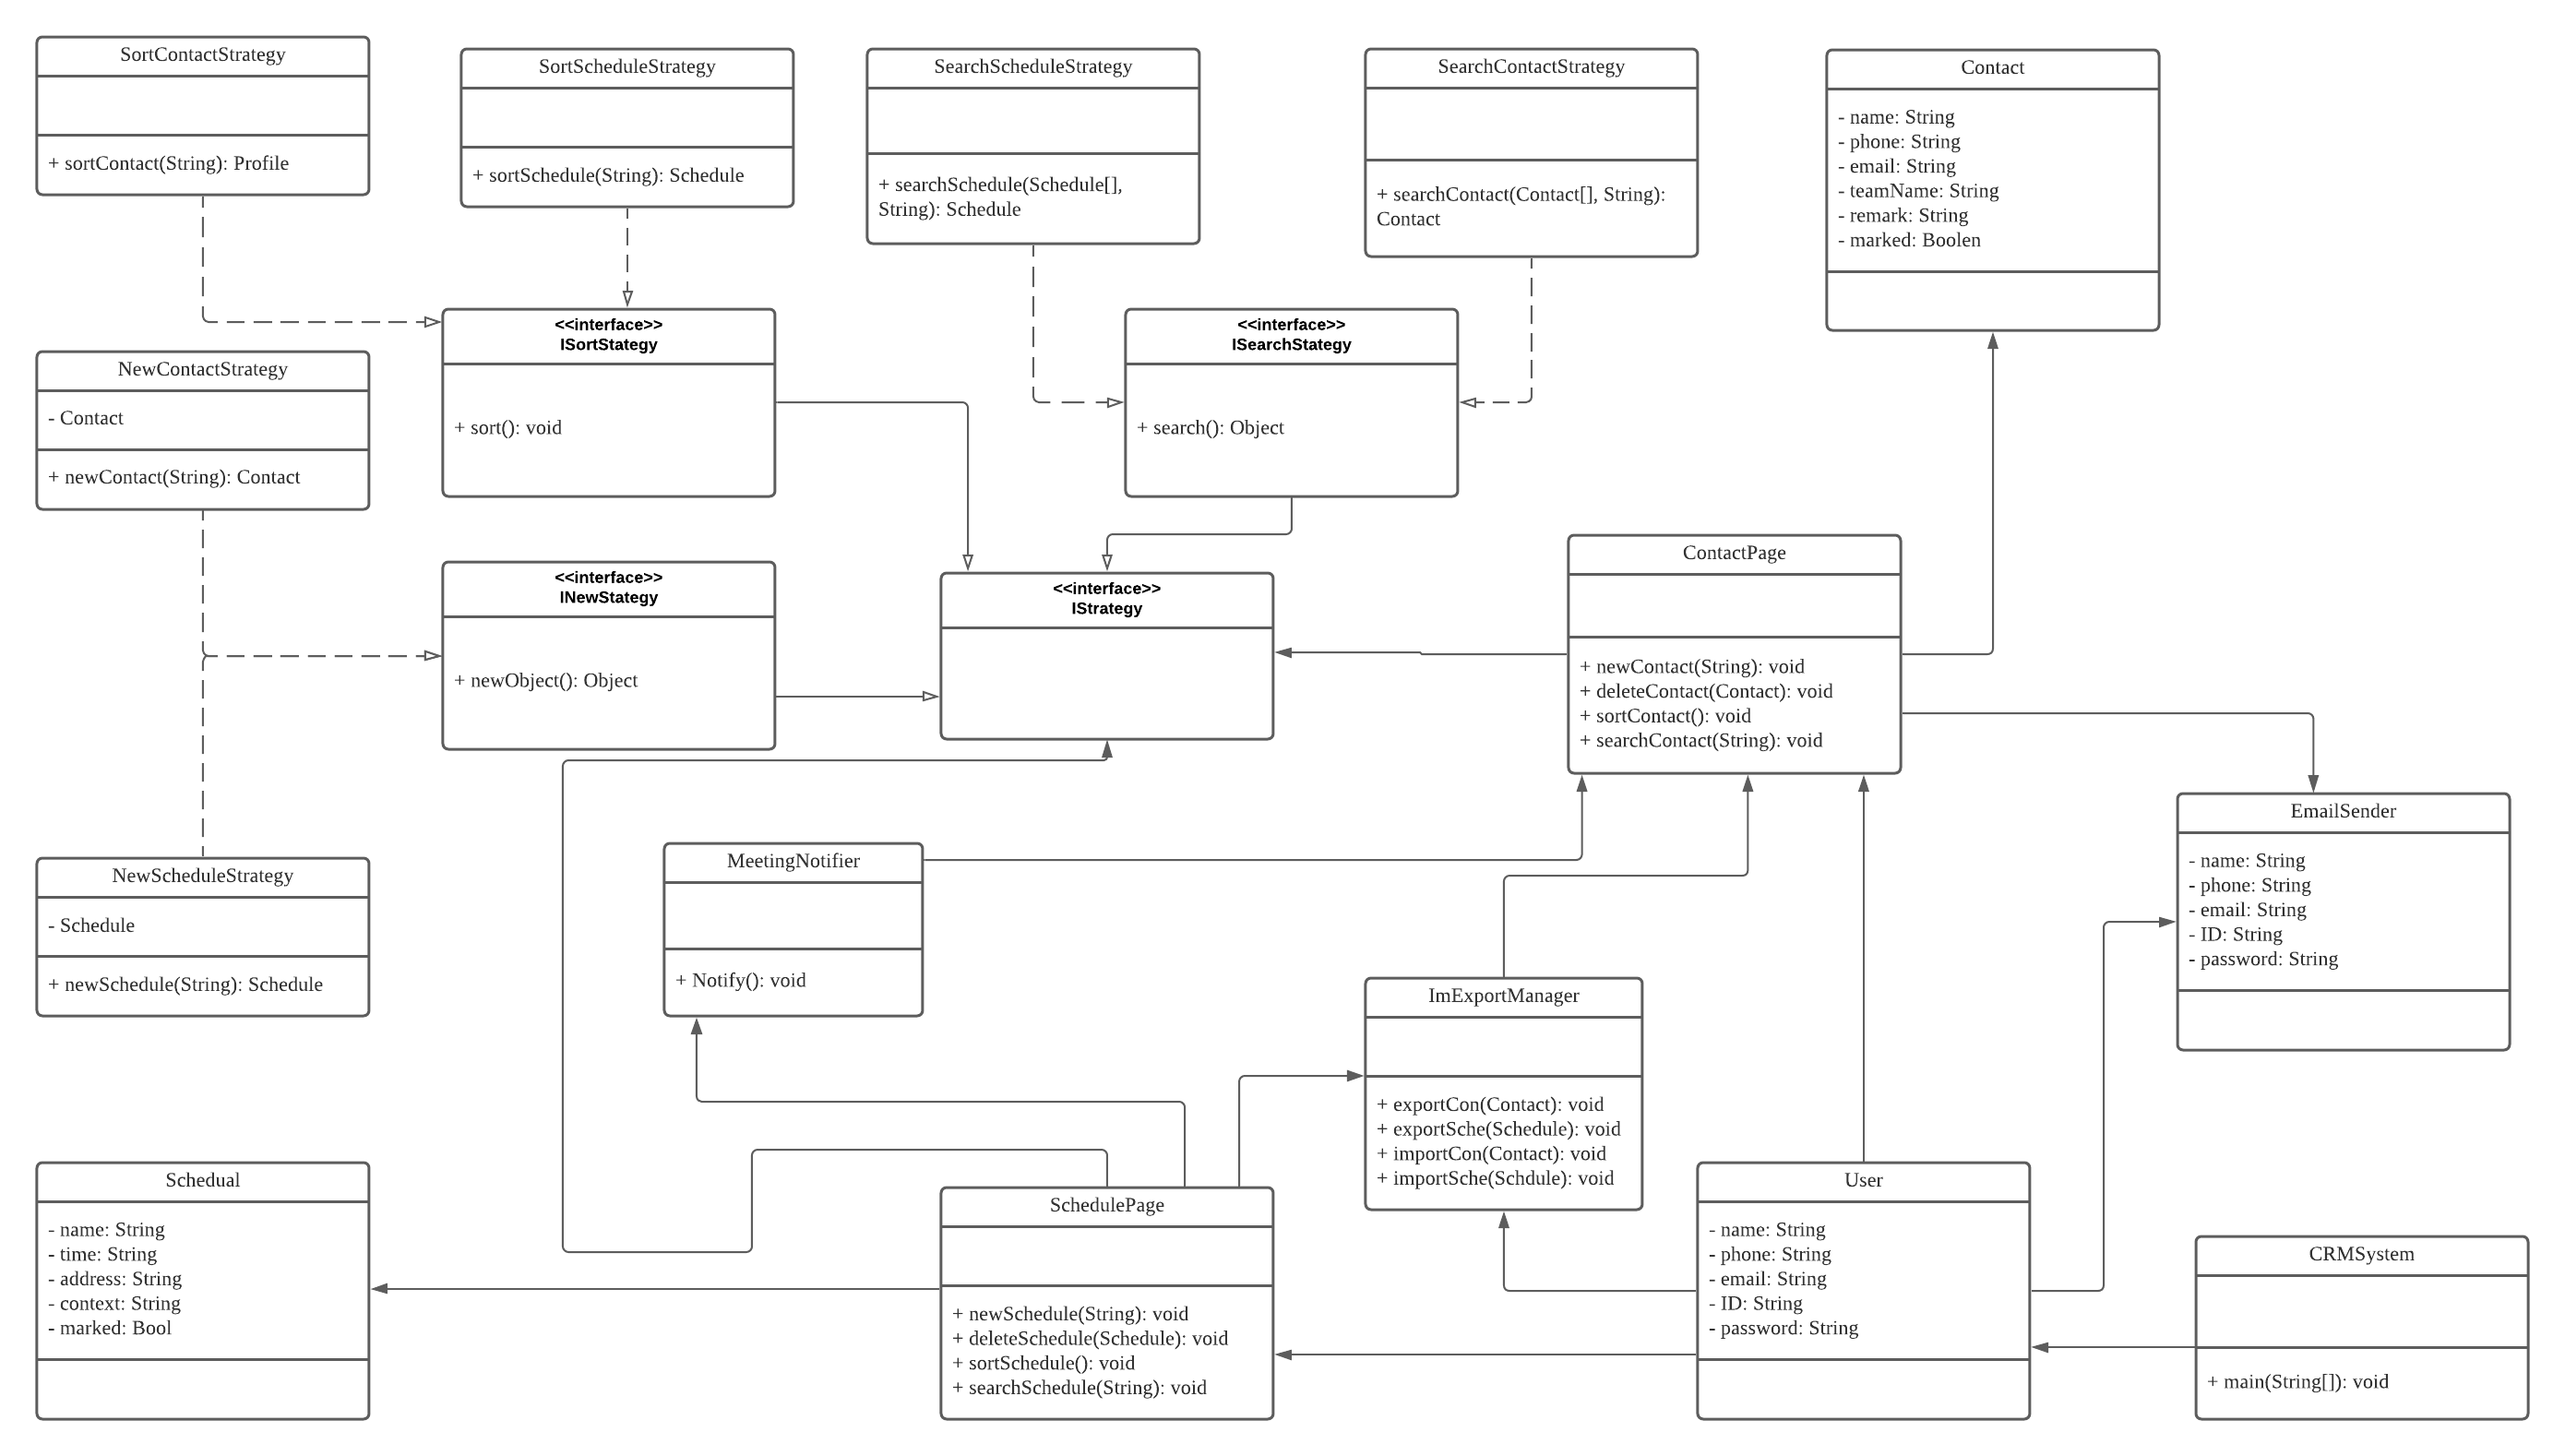 SortContactStrategy
+ sortContact(String): Profile
SortScheduleStrategy
+ sortSchedule(String): Schedule
SearchScheduleStrategy
+ searchSchedule(Schedule[],
String): Schedule
SearchContactStrategy
+ searchContact(Contact[], String):
Contact
Contact
- name: String
- phone: String
- email: String
- teamName: String
- remark: String
- marked: Boolen
<<interface>>
ISortStategy
+ sort(): void
<<interface>>
ISearchStategy
+ search(): Object
NewContactStrategy
- Contact
+ newContact(String): Contact
<<interface>>
INewStategy
+ newObject(): Object
<<interface>>
IStrategy
ContactPage
+ newContact(String): void
+ deleteContact(Contact): void
+ sortContact(): void
+ searchContact(String): void
EmailSender
- name: String
- phone: String
- email: String
- ID: String
- password: String
MeetingNotifier
+ Notify(): void
NewScheduleStrategy
- Schedule
+ newSchedule(String): Schedule
ImExportManager
+ exportCon(Contact): void
+ exportSche(Schedule): void
+ importCon(Contact): void
+ importSche(Schdule): void
Schedual
- name: String
- time: String
- address: String
- context: String
- marked: Bool
SchedulePage
+ newSchedule(String): void
+ deleteSchedule(Schedule): void
+ sortSchedule(): void
+ searchSchedule(String): void
User
- name: String
- phone: String
- email: String
- ID: String
- password: String
CRMSystem
+ main(String[]): void